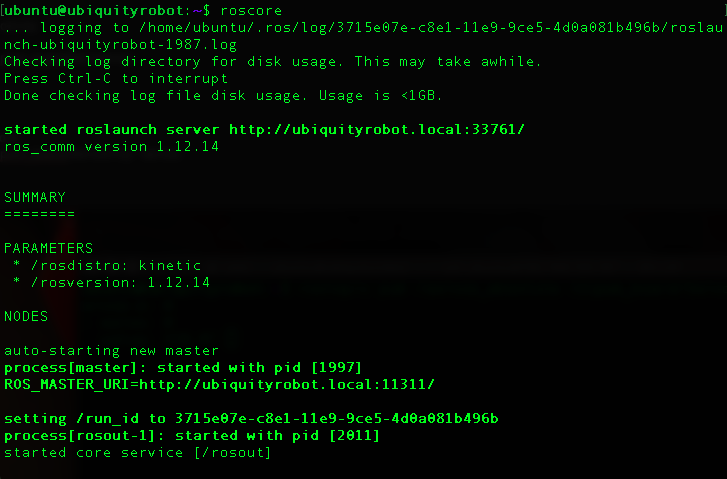 [ubuntu@ubiquityrobot:~$ roscore ]
... logging to /home/ubuntu/.ros/log/3715e07e-c8e1-11e9-9ce5-4d0a081b496b/roslau
nch-ubiquityrobot-1987.log
Checking log directory for disk usage. This may take awhile.
Press Ctrl-C to interrupt
Done checking log file disk usage. Usage is <1GB.
started roslaunch server http://ubiquityrobot.local:33761/
ros_comm version 1.12.14
SUMMARY
========
PARAMETERS
 * /rosdistro: kinetic
 * /rosversion: 1.12.14
NODES
auto-starting new master
process[master]: started with pid [1997]
ROS_MASTER_URI=http://ubiquityrobot.local:11311/
setting /run_id to 3715e07e-c8e1-11e9-9ce5-4d0a081b496b
process[rosout-1]: started with pid [2011]
started core service [/rosout]